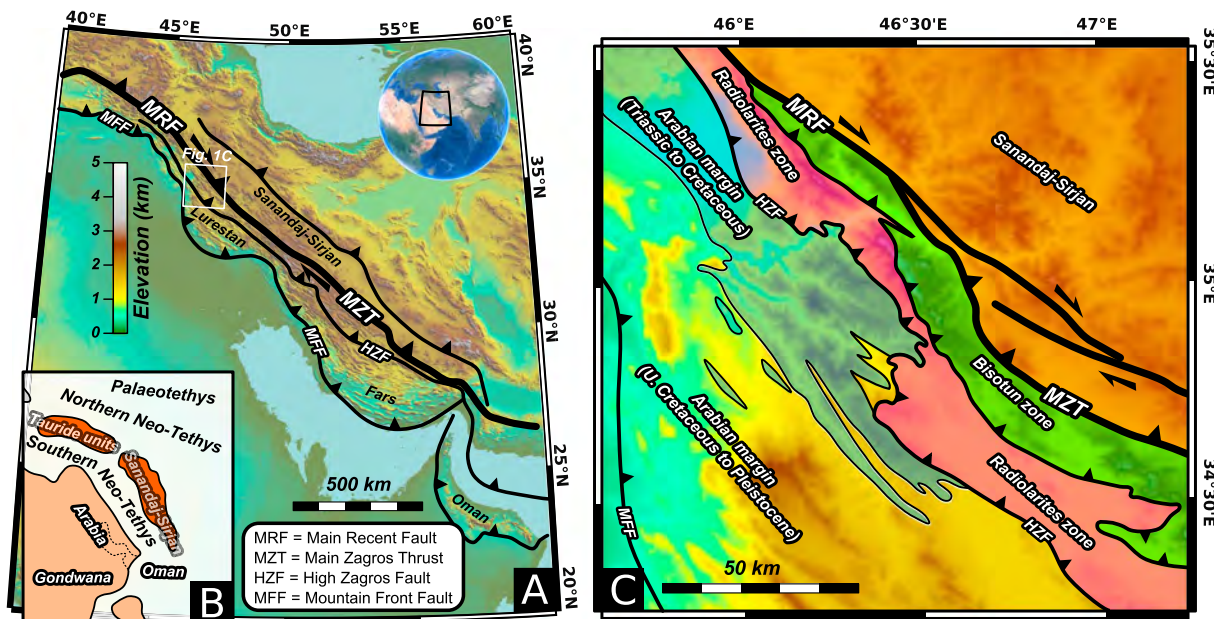 40°E
45°E
50°E
55°E
60°E
40°N
35°N
30°N
25°N
20°N
MRF
MFF
Fig. 1C
Elevation (km)
5
4
3
2
1
0
Lurestan
Sanandaj-Sirjan
MZT
HZF
MFF
Fars
500 km
Oman
MRF = Main Recent Fault
MZT = Main Zagros Thrust
HZF = High Zagros Fault
MFF = Mountain Front Fault
A
Palaeotethys
Northern Neo-Tethys
Tauride units
Southern Neo-Tethys
Sanandaj-Sirjan
Arabia
Oman
Gondwana
B
46°E
46°30'E
47°E
35°30'E
35°E
34°30'E
Radiolarites zone
MRF
Arabian margin
(Triassic to Cretaceous)
HZF
Sanandaj-Sirjan
Bisotun zone
MZT
Arabian margin
(U. Cretaceous to Pleistocene)
MFF
Radiolarites zone
HZF
50 km
C